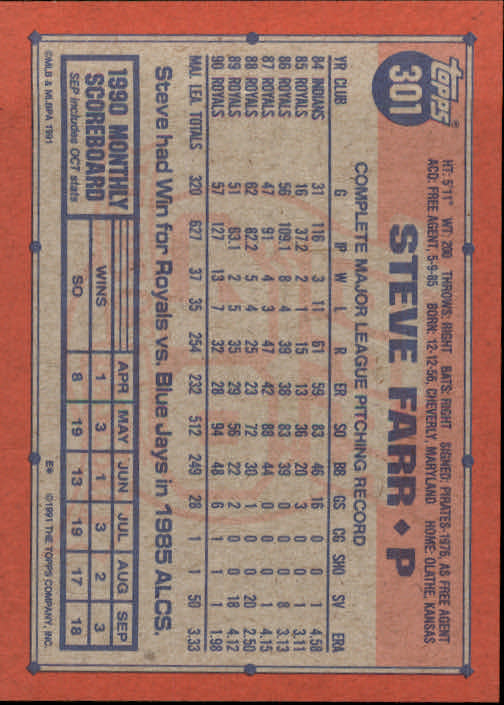 topps®
301
HT: 5'11" WT: 200 THROWS: RIGHT BATS: RIGHT SIGNED: PIRATES-1976, AS FREE AGENT
ACQ: FREE AGENT, 5-9-85 BORN: 12-12-56, CHEVERLY, MARYLAND HOME: OLATHE, KANSAS
STEVE FARR ◆ P
COMPLETE MAJOR LEAGUE PITCHING RECORD
YR CLUB G IP W L R ER SO BB GS CG SHO SV ERA
84 INDIANS 31 116 3 11 61 59 83 46 16 0 0 1 4.58
85 ROYALS 16 37.2 2 1 15 13 36 20 3 0 0 1 3.11
86 ROYALS 56 109.1 8 4 39 38 83 39 0 0 0 8 3.13
87 ROYALS 47 91 4 3 47 42 88 44 0 0 0 1 4.15
88 ROYALS 62 82.2 5 4 25 23 72 30 1 0 0 20 2.50
89 ROYALS 51 63.1 2 5 35 29 56 22 2 0 0 18 4.12
90 ROYALS 57 127 13 7 32 28 94 48 6 1 1 1 1.98
MAJ. LEA. TOTALS 320 627 37 35 254 232 512 249 28 1 1 50 3.33
Steve had Win for Royals vs. Blue Jays in 1985 ALCS.
1990 MONTHLY
SCOREBOARD
SEP includes OCT stats
APR MAY JUN JUL AUG SEP
WINS 1 3 1 3 2 3
SO 8 19 13 19 17 18
©MLB & MLBPA 1991
E® ©1991 THE TOPPS COMPANY, INC.